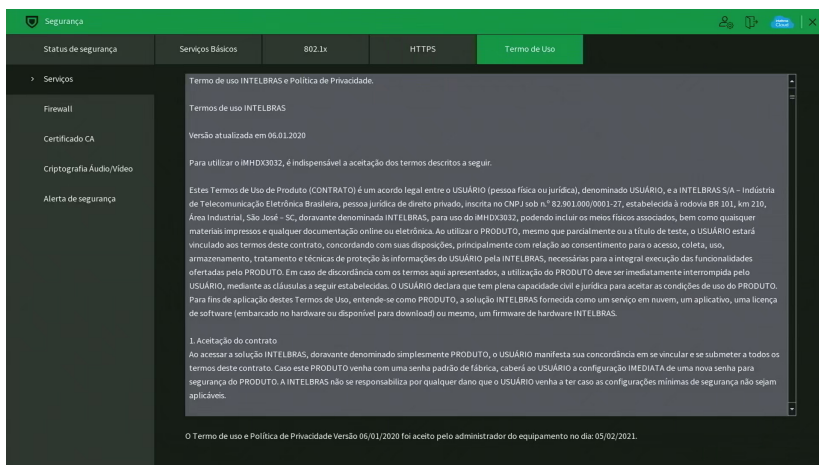 Segurança
Cloud
Status de segurança
Serviços Básicos
802.1x
HTTPS
Termo de Uso
Serviços
Firewall
Certificado CA
Criptografia Áudio/Vídeo
Alerta de segurança
Termo de uso INTELBRAS e Política de Privacidade.
Termos de uso INTELBRAS
Versão atualizada em 06.01.2020
Para utilizar o iMHDX3032, é indispensável a aceitação dos termos descritos a seguir.
Estes Termos de Uso de Produto (CONTRATO) é um acordo legal entre o USUÁRIO (pessoa física ou jurídica), denominado USUÁRIO, e a INTELBRAS S/A – Indústria
de Telecomunicação Eletrônica Brasileira, pessoa jurídica de direito privado, inscrita no CNPJ sob n.º 82.901.000/0001-27, estabelecida à rodovia BR 101, km 210,
Área Industrial, São José – SC, doravante denominada INTELBRAS, para uso do iMHDX3032, podendo incluir os meios físicos associados, bem como quaisquer
materiais impressos e qualquer documentação online ou eletrônica. Ao utilizar o PRODUTO, mesmo que parcialmente ou a título de teste, o USUÁRIO estará
vinculado aos termos deste contrato, concordando com suas disposições, principalmente com relação ao consentimento para o acesso, coleta, uso,
armazenamento, tratamento e técnicas de proteção às informações do USUÁRIO pela INTELBRAS, necessárias para a integral execução das funcionalidades
ofertadas pelo PRODUTO. Em caso de discordância com os termos aqui apresentados, a utilização do PRODUTO deve ser imediatamente interrompida pelo
USUÁRIO, mediante as cláusulas a seguir estabelecidas. O USUÁRIO declara que tem plena capacidade civil e jurídica para aceitar as condições de uso do PRODUTO.
Para fins de aplicação destes Termos de Uso, entende-se como PRODUTO, a solução INTELBRAS fornecida como um serviço em nuvem, um aplicativo, uma licença
de software (embarcado no hardware ou disponível para download) ou mesmo, um firmware de hardware INTELBRAS.
1. Aceitação do contrato
Ao acessar a solução INTELBRAS, doravante denominado simplesmente PRODUTO, o USUÁRIO manifesta sua concordância em se vincular e se submeter a todos os
termos deste contrato. Caso este PRODUTO venha com uma senha padrão de fábrica, caberá ao USUÁRIO a configuração IMEDIATA de uma nova senha para
segurança do PRODUTO. A INTELBRAS não se responsabiliza por qualquer dano que o USUÁRIO venha a ter caso as configurações mínimas de segurança não sejam
aplicáveis.
O Termo de uso e Política de Privacidade Versão 06/01/2020 foi aceito pelo administrador do equipamento no dia: 05/02/2021.